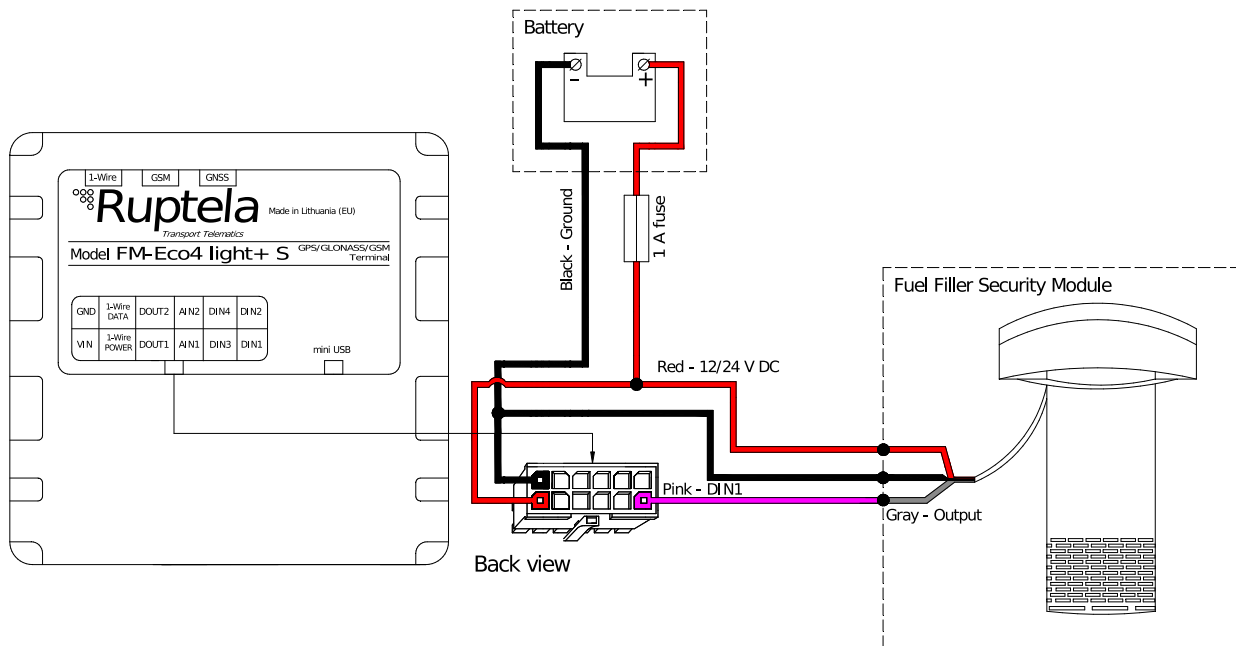 Battery
- +
1-Wire GSM GNSS
Ruptela
Made in Lithuania (EU)
Transport Telematics
Model FM-Eco4 light+ S GPS/GLONASS/GSM
Terminal
GND 1-Wire DATA DOUT2 AIN2 DIN4 DIN2
VIN 1-Wire POWER DOUT1 AIN1 DIN3 DIN1
mini USB
Black - Ground
1 A fuse
Fuel Filler Security Module
Red - 12/24 V DC
Pink - DIN1
Gray - Output
Back view